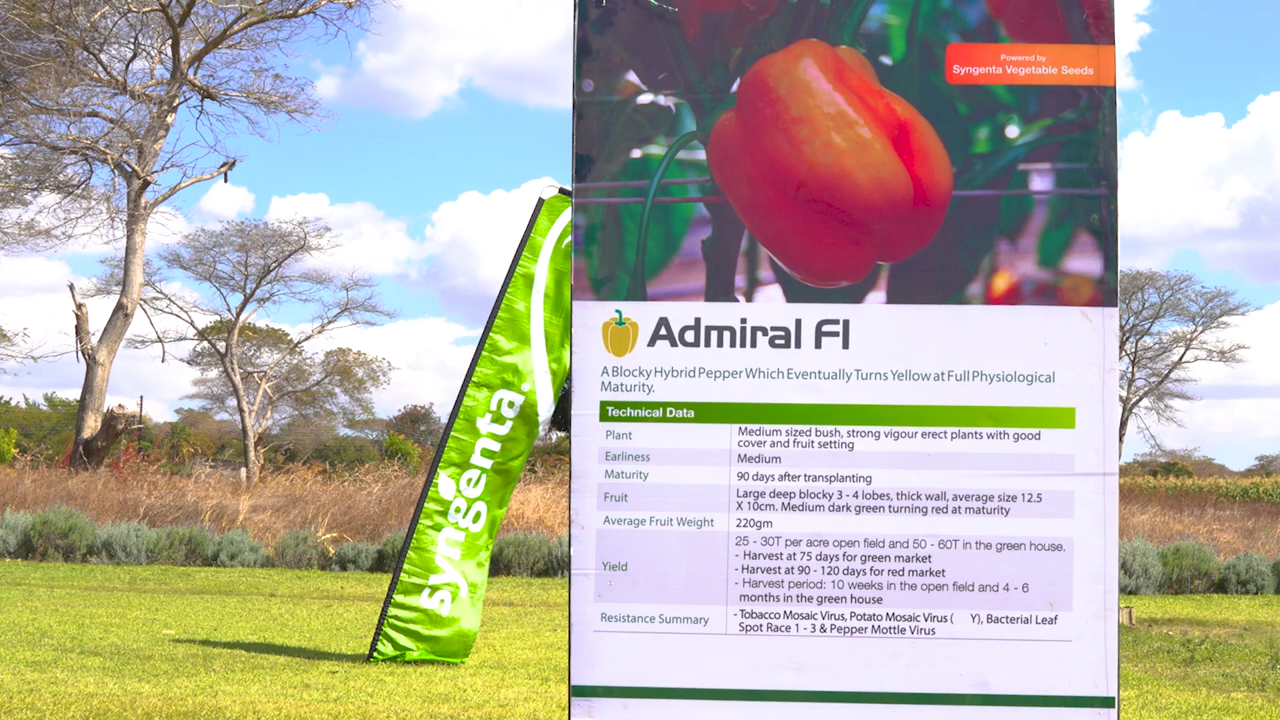 Powered by
Syngenta Vegetable Seeds
Admiral F1
A Blocky Hybrid Pepper Which Eventually Turns Yellow at Full Physiological
Maturity.
Technical Data
Plant
Medium sized bush, strong vigour erect plants with good
cover and fruit setting
Earliness
Medium
Maturity
90 days after transplanting
Fruit
Large deep blocky 3 - 4 lobes, thick wall, average size 12.5
X 10cm. Medium dark green turning red at maturity
Average Fruit Weight
220gm
Yield
25 - 30T per acre open field and 50 - 60T in the green house.
- Harvest at 75 days for green market
- Harvest at 90 - 120 days for red market
- Harvest period: 10 weeks in the open field and 4 - 6
months in the green house
Resistance Summary
- Tobacco Mosaic Virus, Potato Mosaic Virus ( Y), Bacterial Leaf
Spot Race 1 - 3 & Pepper Mottle Virus
syngenta.